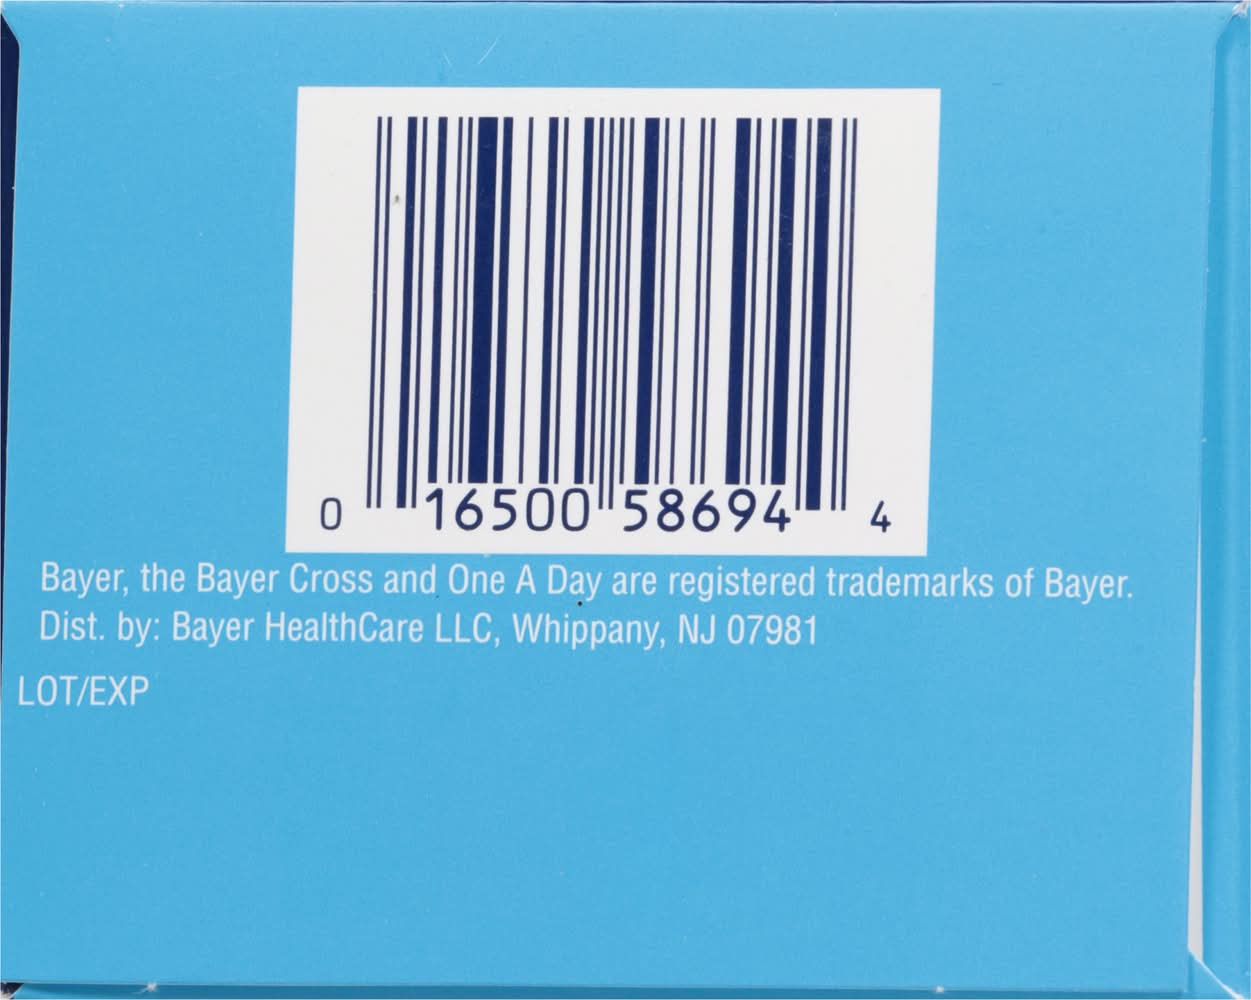 0 16500 58694 4
Bayer, the Bayer Cross and One A Day are registered trademarks of Bayer.
Dist. by: Bayer HealthCare LLC, Whippany, NJ 07981
LOT/EXP